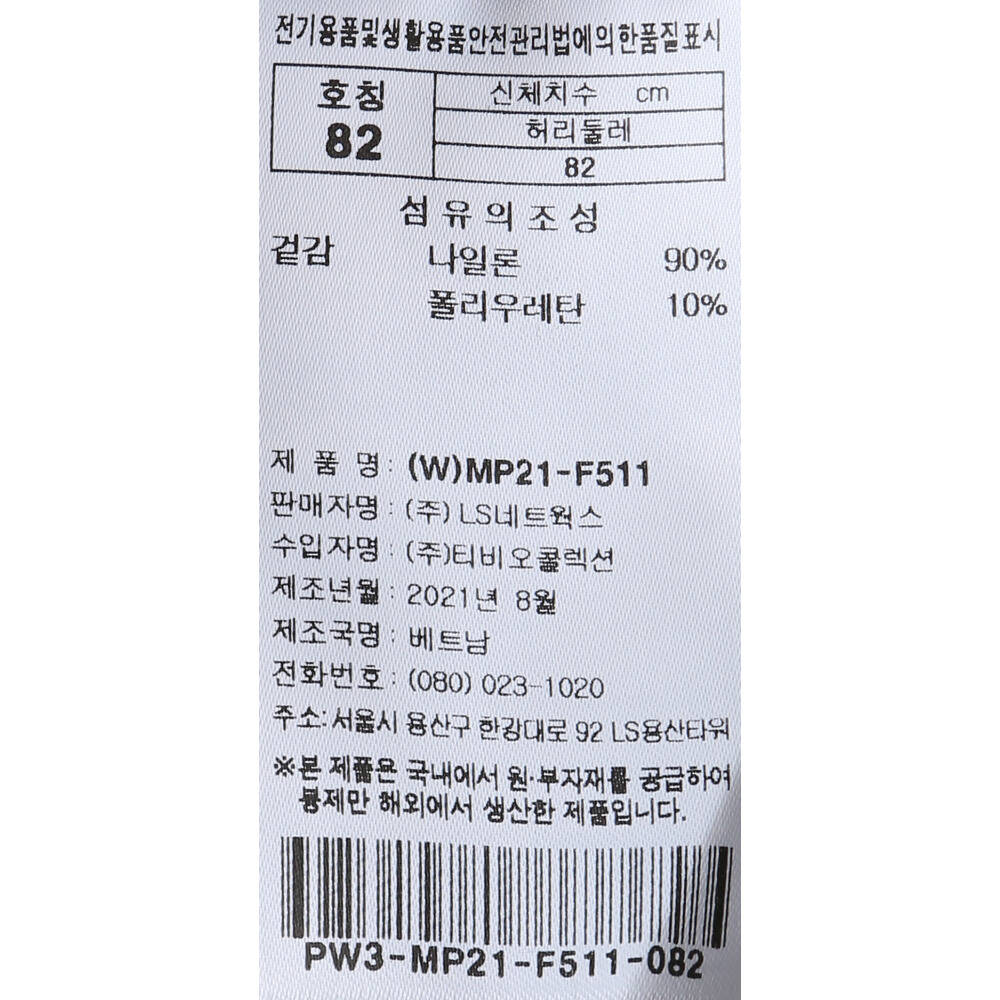 전기용품및생활용품안전관리법에의한품질표시
호칭
82
신체치수 cm
허리둘레
82
섬유의조성
겉감 나일론 90%
폴리우레탄 10%
제 품 명 : (W)MP21-F511
판매자명 : (주) LS네트웍스
수입자명 : (주)티비오콜렉션
제조년월 : 2021년 8월
제조국명 : 베트남
전화번호 : (080) 023-1020
주소: 서울시 용산구 한강대로 92 LS용산타워
※본 제품은 국내에서 원·부자재를 공급하여
봉제만 해외에서 생산한 제품입니다.
PW3-MP21-F511-082